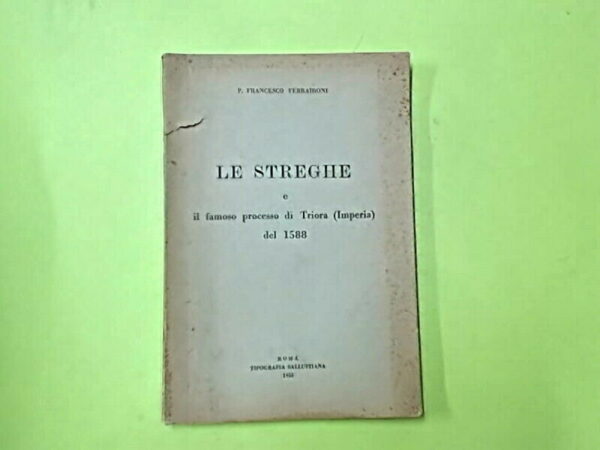 P. FRANCESCO FERRAIRONI
LE STREGHE
e
il famoso processo di Triora (Imperia)
del 1588
ROMA
TIPOGRAFIA SALLUSTIANA